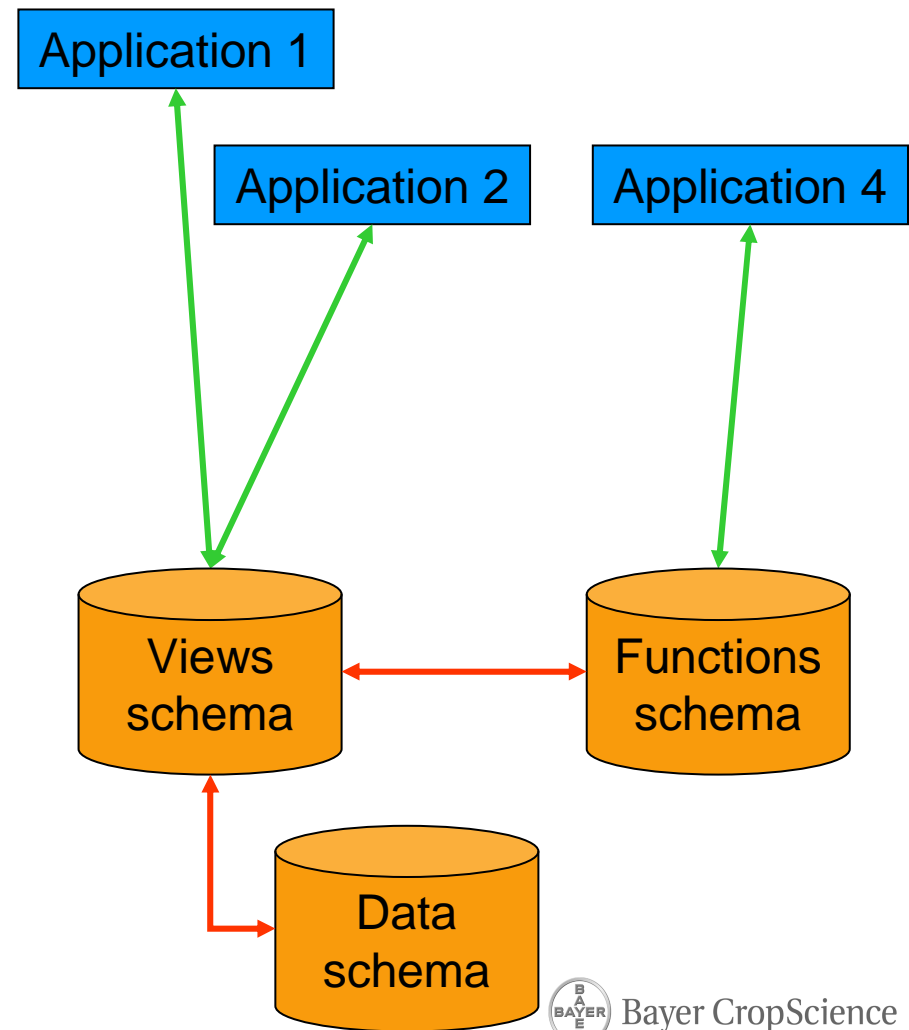 Application 1
Application 2
Application 4
Views
schema
Functions
schema
Data
schema
B
A
BAYER
E
Bayer CropScience